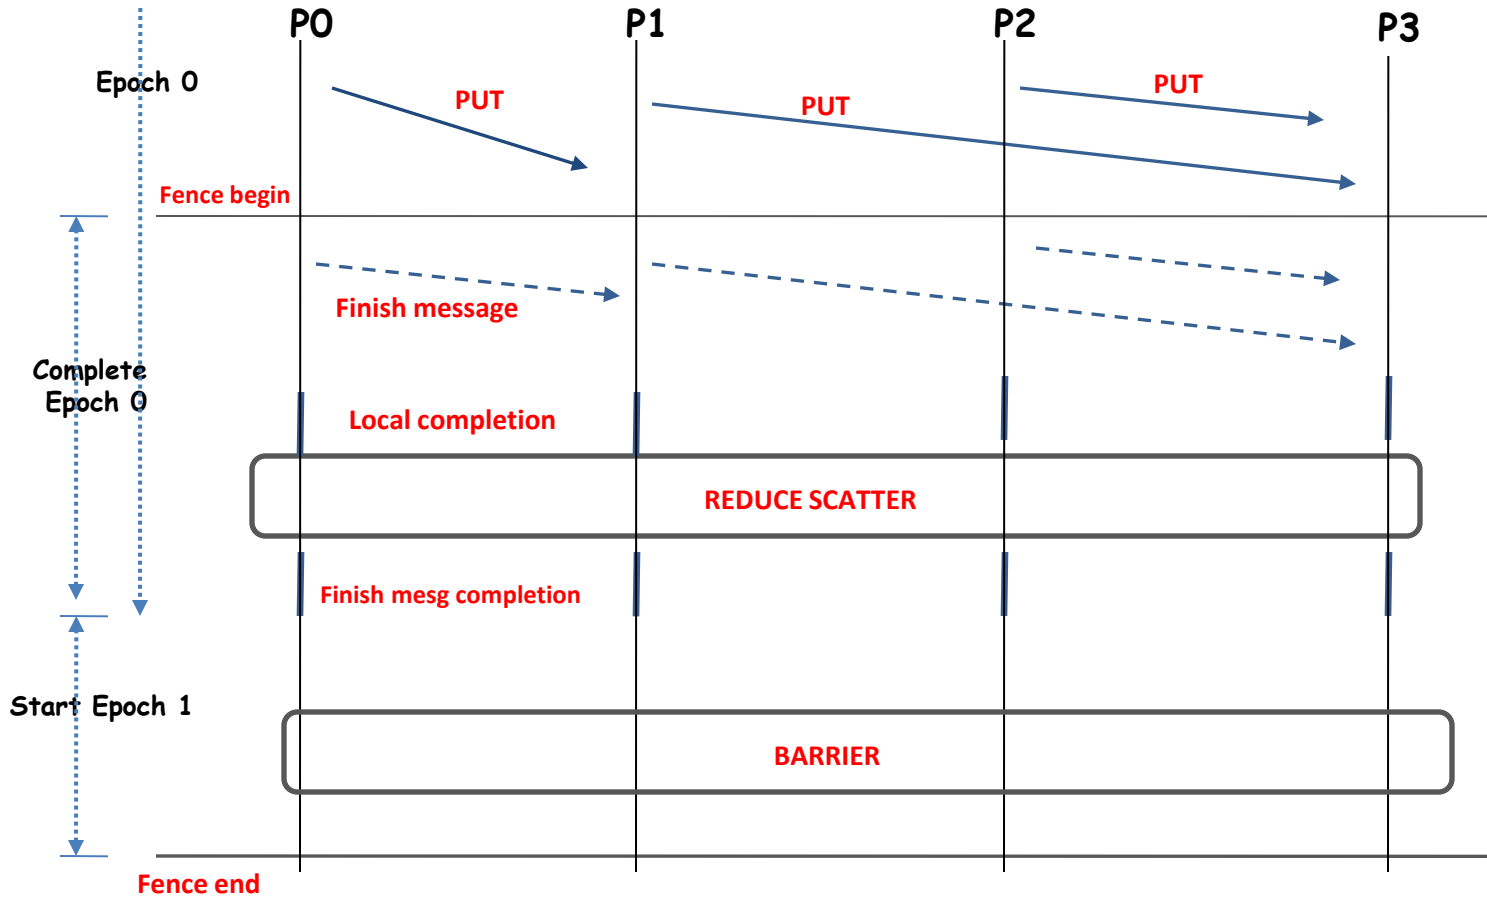 P0
P1
P2
P3
Epoch 0
PUT
PUT
PUT
Fence begin
Finish message
Complete
Epoch 0
Local completion
REDUCE SCATTER
Finish mesg completion
Start Epoch 1
BARRIER
Fence end